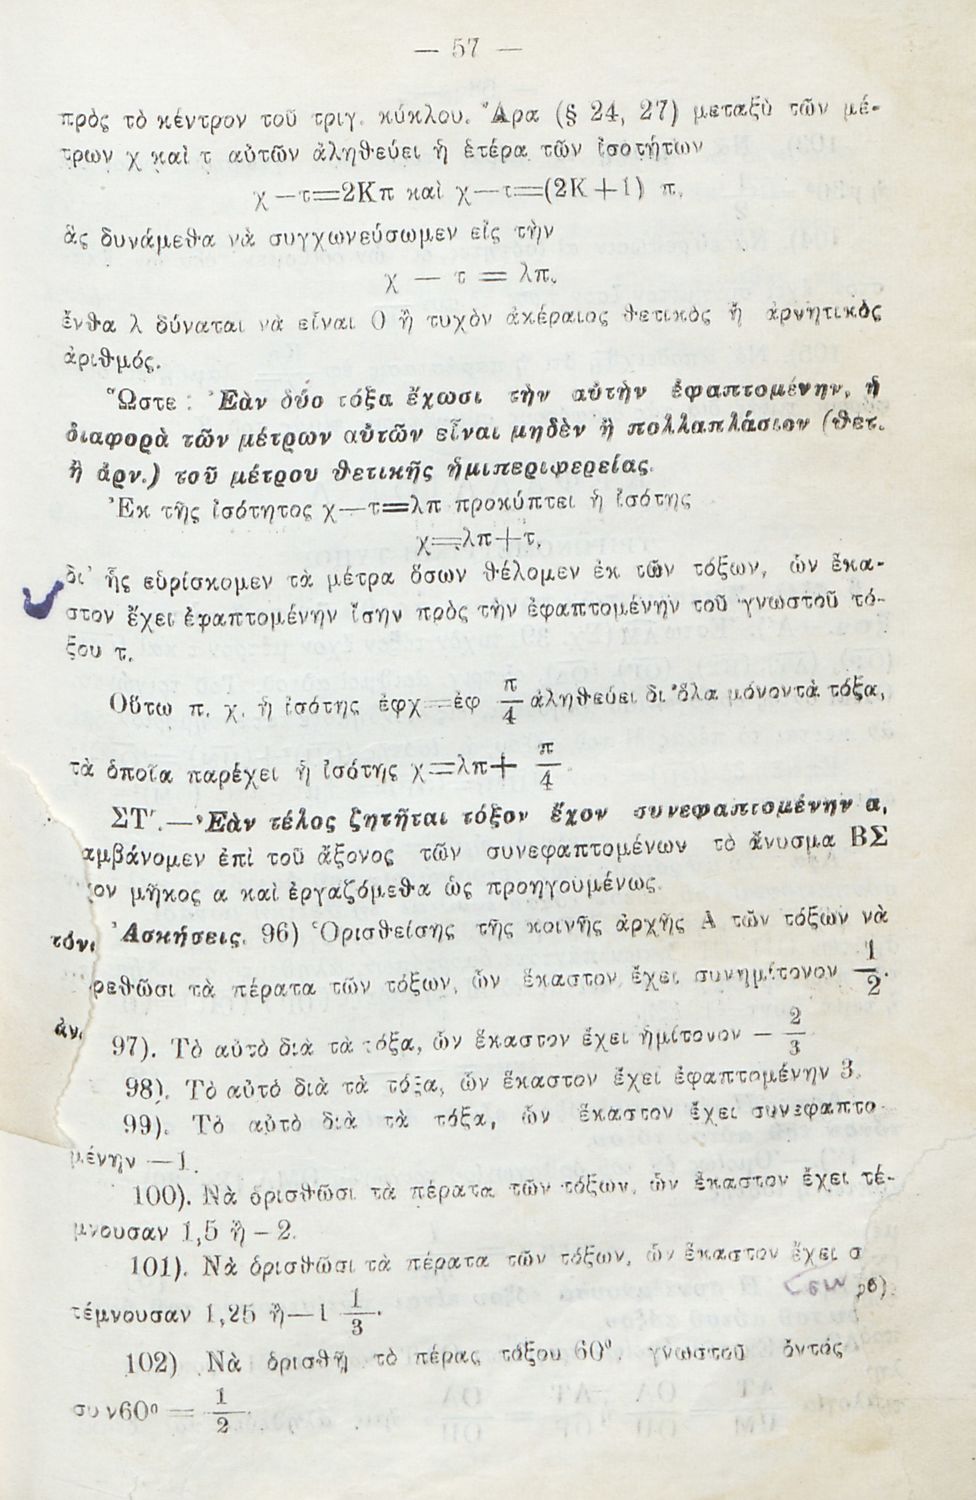 — 57 —
πρὸς τὸ κέντρον τοῦ τριγ. κύκλου. Ἄρα (§ 24, 27) μεταξὺ τῶν μέ-
τρων χ καὶ τ αὐτῶν ἀληθεύει ἡ ἑτέρα τῶν ἰσοτήτων
χ—τ=2Κπ καὶ χ—τ=(2Κ+1) π,
ἃς δυνάμεθα νὰ συγχωνεύσωμεν εἰς τὴν
χ — τ = λπ.
ἔνθα λ δύναται νὰ εἶναι 0 ἢ τυχὸν ἀκέραιος θετικὸς ἢ ἀρνητικὸς
ἀριθμός.
Ὥστε : Ἐὰν δύο τόξα ἔχωσι τὴν αὐτὴν ἐφαπτομένην, ἡ
διαφορὰ τῶν μέτρων αὐτῶν εἶναι μηδὲν ἢ πολλαπλάσιον (θετ.
ἢ ἀρν.) τοῦ μέτρου θετικῆς ἡμιπεριφερείας.
Ἐκ τῆς ἰσότητος χ—τ=λπ προκύπτει ἡ ἰσότης
χ=λπ+τ,
δι' ἧς εὑρίσκομεν τὰ μέτρα ὅσων θέλομεν ἐκ τῶν τόξων, ὧν ἕκα-
στον ἔχει ἐφαπτομένην ἴσην πρὸς τὴν ἐφαπτομένην τοῦ γνωστοῦ τό-
ξου τ.
Οὕτω π. χ. ἡ ἰσότης ἐφχ=ἐφ π/4 ἀληθεύει δι' ὅλα μόνοντὰ τόξα,
τὰ ὁποῖα παρέχει ἡ ἰσότης χ=λπ+ π/4.
ΣΤ'.—Ἐὰν τέλος ζητῆται τόξον ἔχον συνεφαπτομένην α,
αμβάνομεν ἐπὶ τοῦ ἄξονος τῶν συνεφαπτομένων τὸ ἄνυσμα ΒΣ
χον μῆκος α καὶ ἐργαζόμεθα ὡς προηγουμένως.
τόν. Ἀσκήσεις. 96) Ὁρισθείσης τῆς κοινῆς ἀρχῆς Α τῶν τόξων νὰ
ρεθῶσι τὰ πέρατα τῶν τόξων, ὧν ἕκαστον ἔχει συνημίτονον 1/2.
ἀν. 97). Τὸ αὐτὸ διὰ τὰ τόξα, ὧν ἕκαστον ἔχει ἡμίτονον — 2/3
98). Τὸ αὐτὸ διὰ τὰ τόξα, ὧν ἕκαστον ἔχει ἐφαπτομένην 3.
99). Τὸ αὐτὸ διὰ τὰ τόξα, ὧν ἕκαστον ἔχει συνεφαπτο-
μένην —1.
100). Νὰ ὁρισθῶσι τὰ πέρατα τῶν τόξων, ὧν ἕκαστον ἔχει τέ-
μνουσαν 1,5 ἢ – 2.
101). Νὰ ὁρισθῶσι τὰ πέρατα τῶν τόξων, ὧν ἕκαστον ἔχει σ
τέμνουσαν 1,25 ἢ—1 1/3.
102) Νὰ ὁρισθῇ τὸ πέρας τόξου 60⁰. γνωστοῦ ὄντός
συν60⁰ = 1/2.